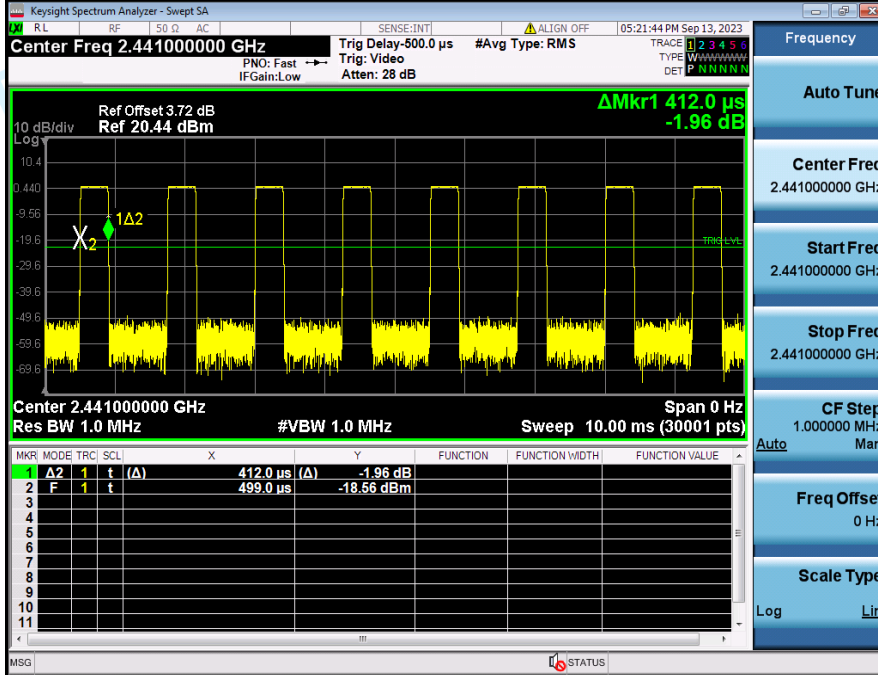 Keysight Spectrum Analyzer - Swept SA
LXI RL RF 50 Ω AC SENSE:INT ALIGN OFF 05:21:44 PM Sep 13, 2023
Center Freq 2.441000000 GHz
PNO: Fast
IFGain:Low
Trig Delay-500.0 µs
Trig: Video
Atten: 28 dB
#Avg Type: RMS
TRACE 1 2 3 4 5 6
TYPE WWWWWWW
DET P N N N N N
ΔMkr1 412.0 µs
-1.96 dB
Ref Offset 3.72 dB
Ref 20.44 dBm
10 dB/div
Log
10.4
0.440
-9.56
-19.6
-29.6
-39.6
-49.6
-59.6
-69.6
X2
1Δ2
TRIG LVL
Center 2.441000000 GHz
Span 0 Hz
Res BW 1.0 MHz
#VBW 1.0 MHz
Sweep 10.00 ms (30001 pts)
MKR MODE TRC SCL X Y FUNCTION FUNCTION WIDTH FUNCTION VALUE
1 Δ2 1 t (Δ) 412.0 µs (Δ) -1.96 dB
2 F 1 t 499.0 µs -18.56 dBm
3
4
5
6
7
8
9
10
11
MSG
STATUS
Frequency
Auto Tune
Center Freq
2.441000000 GHz
Start Freq
2.441000000 GHz
Stop Freq
2.441000000 GHz
CF Step
1.000000 MHz
Auto Man
Freq Offset
0 Hz
Scale Type
Log Lin